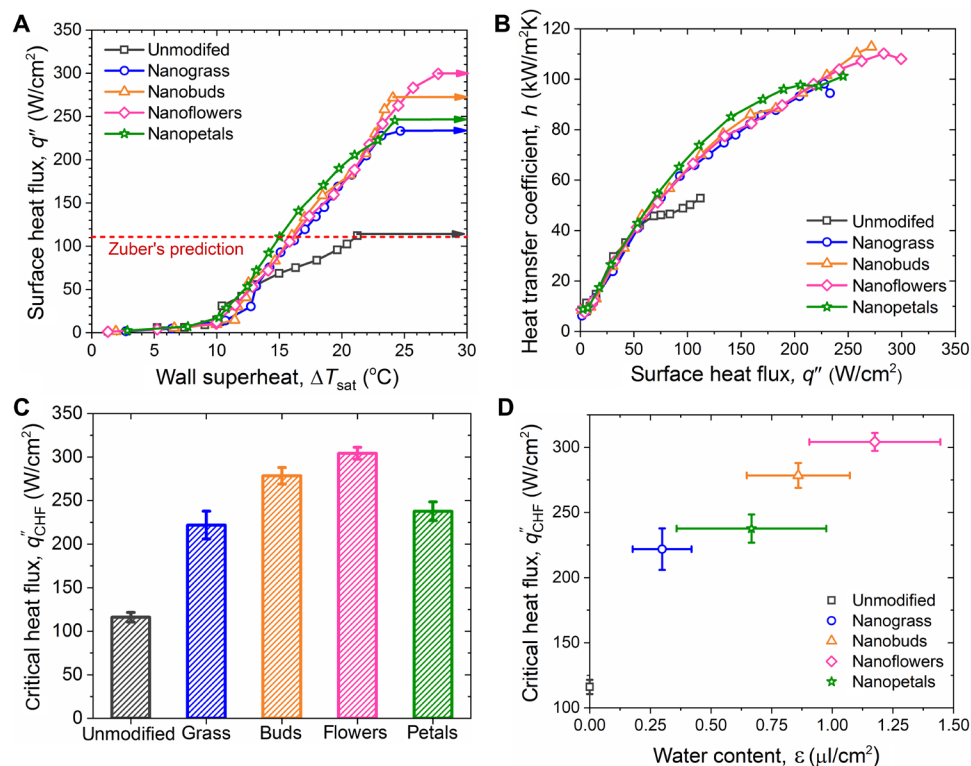 A
Surface heat flux, q″ (W/cm²)
350
300
250
200
150
100
50
0
Unmodifed
Nanograss
Nanobuds
Nanoflowers
Nanopetals
Zuber's prediction
0 5 10 15 20 25 30
Wall superheat, ΔTsat (°C)
B
Heat transfer coefficient, h (kW/m²K)
120
100
80
60
40
20
0
Unmodifed
Nanograss
Nanobuds
Nanoflowers
Nanopetals
0 50 100 150 200 250 300 350
Surface heat flux, q″ (W/cm²)
C
Critical heat flux, q″CHF (W/cm²)
350
300
250
200
150
100
50
0
Unmodified Grass Buds Flowers Petals
D
Critical heat flux, q″CHF (W/cm²)
300
250
200
150
100
Unmodified
Nanograss
Nanobuds
Nanoflowers
Nanopetals
0.00 0.25 0.50 0.75 1.00 1.25 1.50
Water content, ε (μl/cm²)